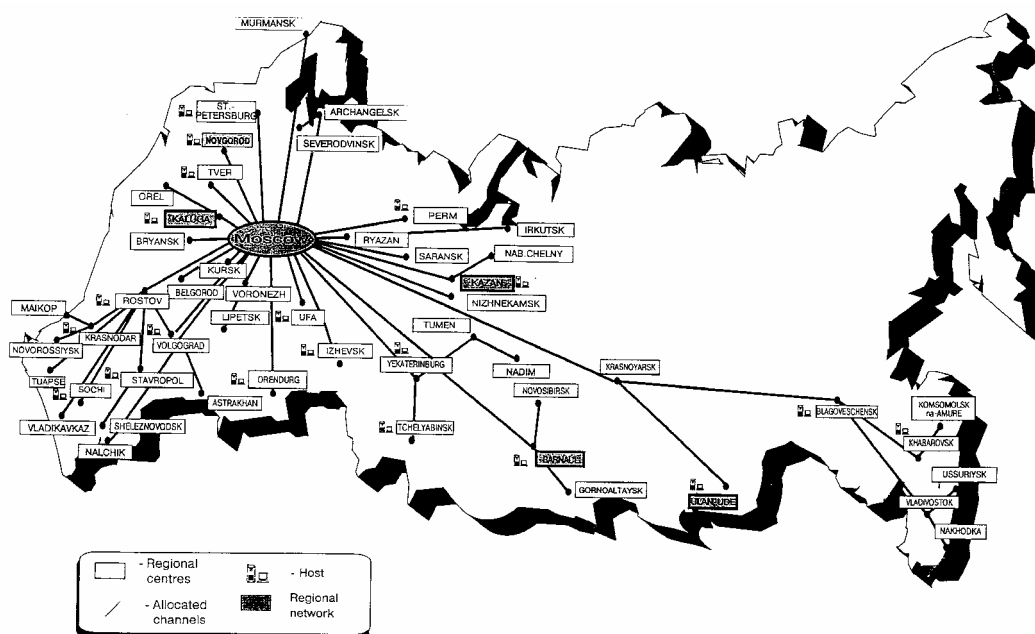 MURMANSK
ST.-
PETERSBURG
ARCHANGELSK
NOVGOROD
SEVERODVINSK
TVER
OREL
KALUGA
PERM
BRYANSK
Moscow
RYAZAN
IRKUTSK
SARANSK
NAB.CHELNY
KURSK
BELGOROD
VORONEZH
KAZAN
NIZHNEKAMSK
MAIKOP
ROSTOV
LIPETSK
UFA
TUMEN
KRASNODAR
VOLGOGRAD
NOVOROSSIYSK
IZHEVSK
YEKATERINBURG
NADIM
KRASNOYARSK
TUAPSE
SOCHI
STAVROPOL
ORENDURG
NOVOSIBIRSK
ASTRAKHAN
BLAGOVESCHENSK
KOMSOMOLSK
na-AMURE
VLADIKAVKAZ
SHELEZNOVODSK
TCHELYABINSK
KHABAROVSK
NALCHIK
BARNAUL
USSURIYSK
GORNOALTAYSK
ULANUDE
VLADIVOSTOK
NAKHODKA
- Regional
centres
- Host
- Allocated
channels
Regional
network